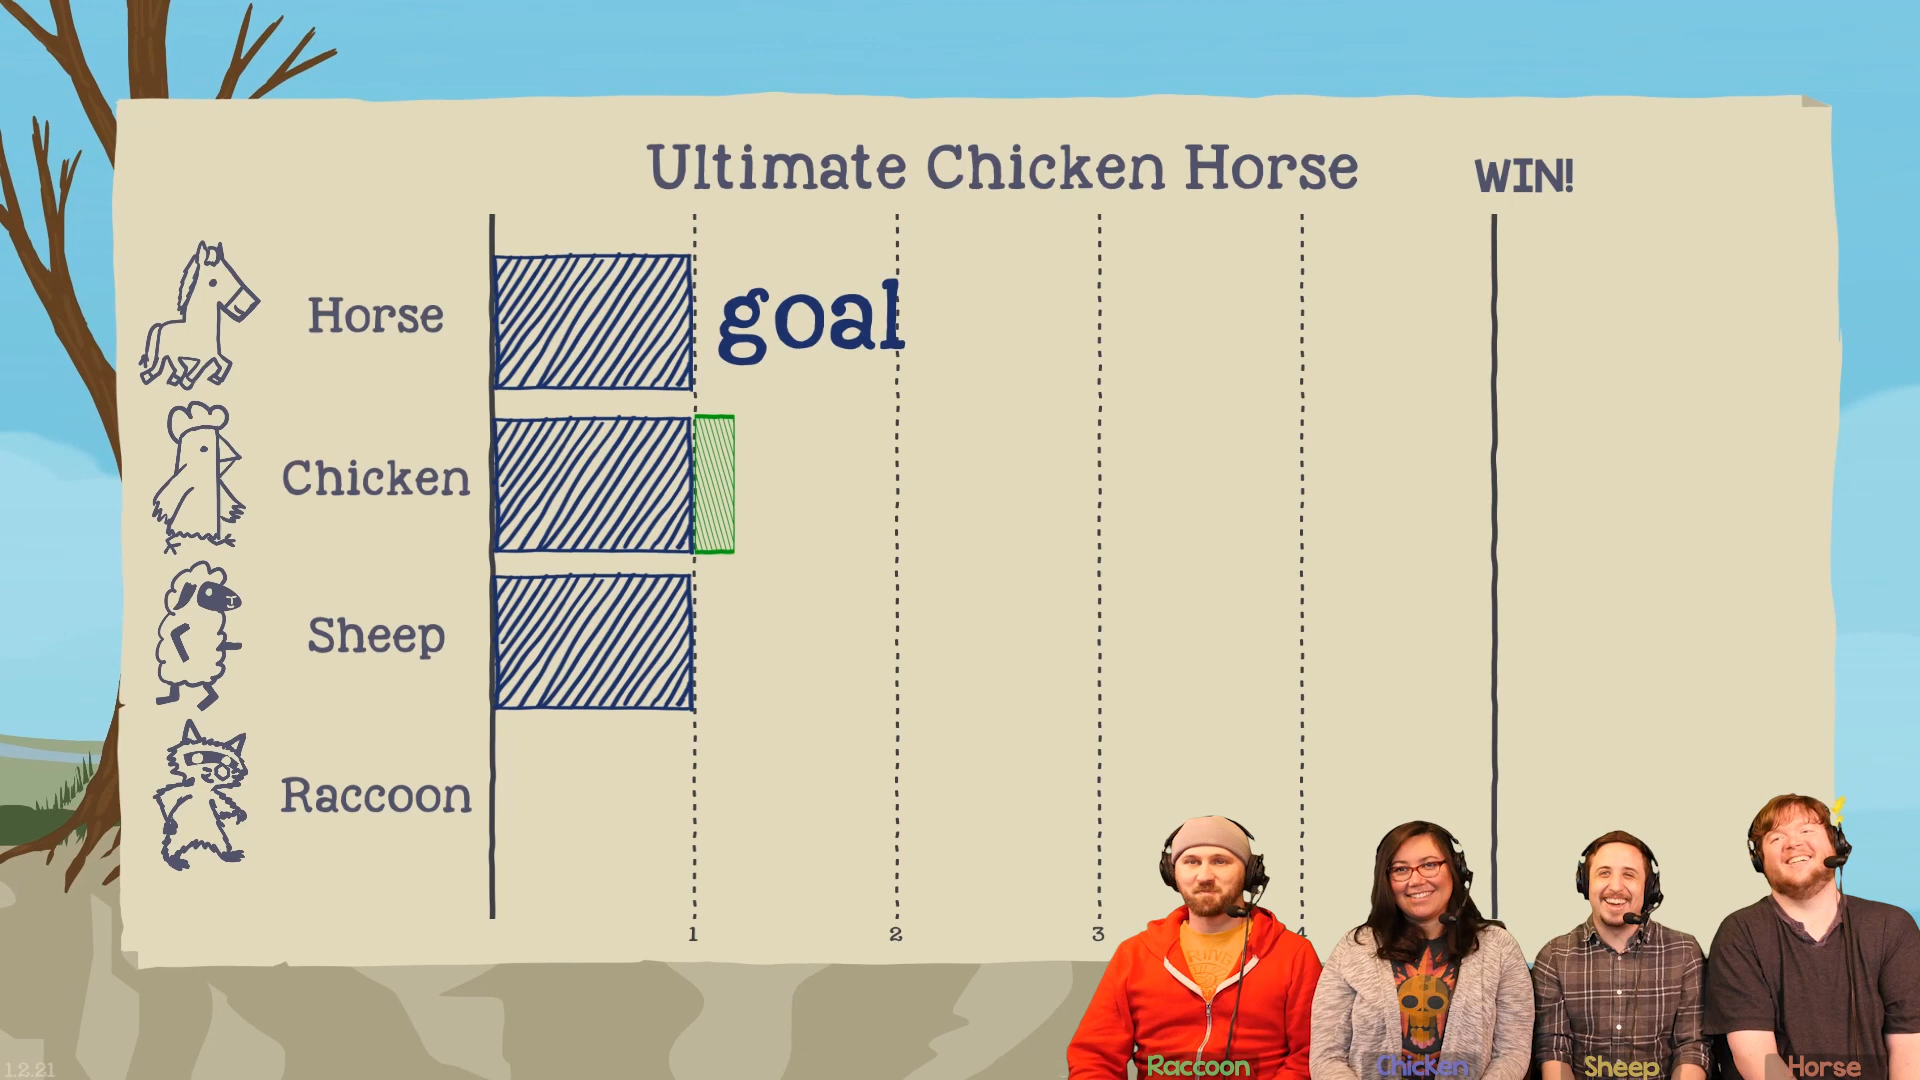 Ultimate Chicken Horse
WIN!
Horse
goal
Chicken
Sheep
Raccoon
1
2
3
4
RING
Raccoon
Chicken
Sheep
Horse
1.2.21